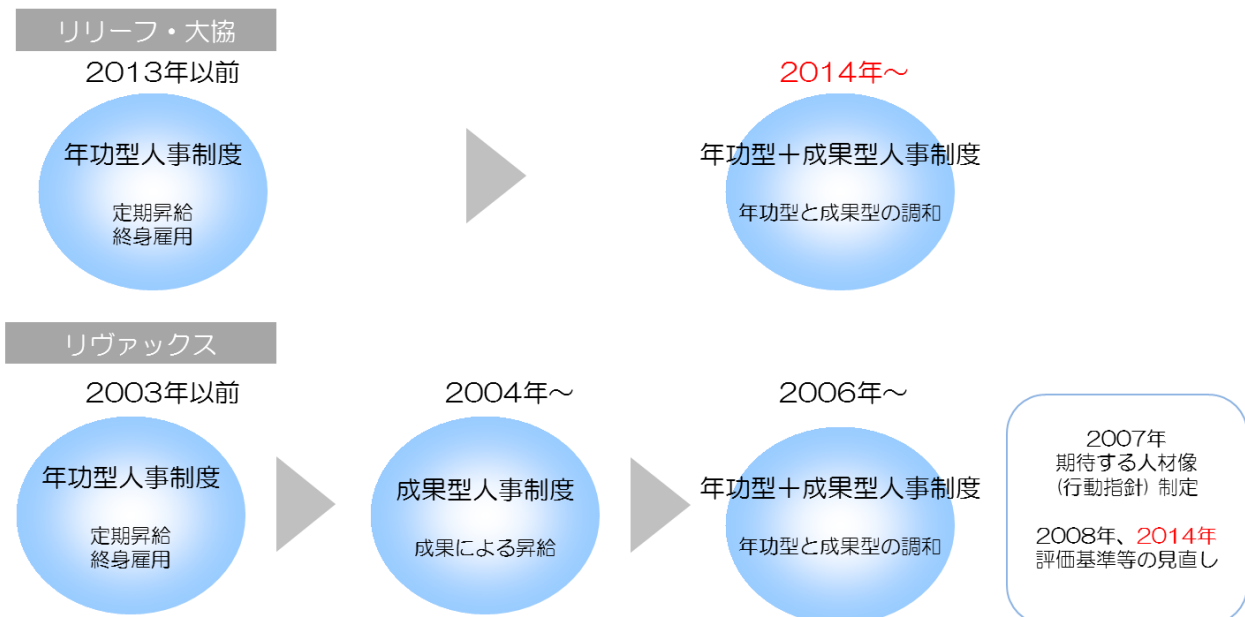 リリーフ・大協
2013年以前
2014年～
年功型人事制度
定期昇給
終身雇用
年功型＋成果型人事制度
年功型と成果型の調和
リヴァックス
2003年以前
2004年～
2006年～
年功型人事制度
定期昇給
終身雇用
成果型人事制度
成果による昇給
年功型＋成果型人事制度
年功型と成果型の調和
2007年
期待する人材像
(行動指針) 制定
2008年、2014年
評価基準等の見直し